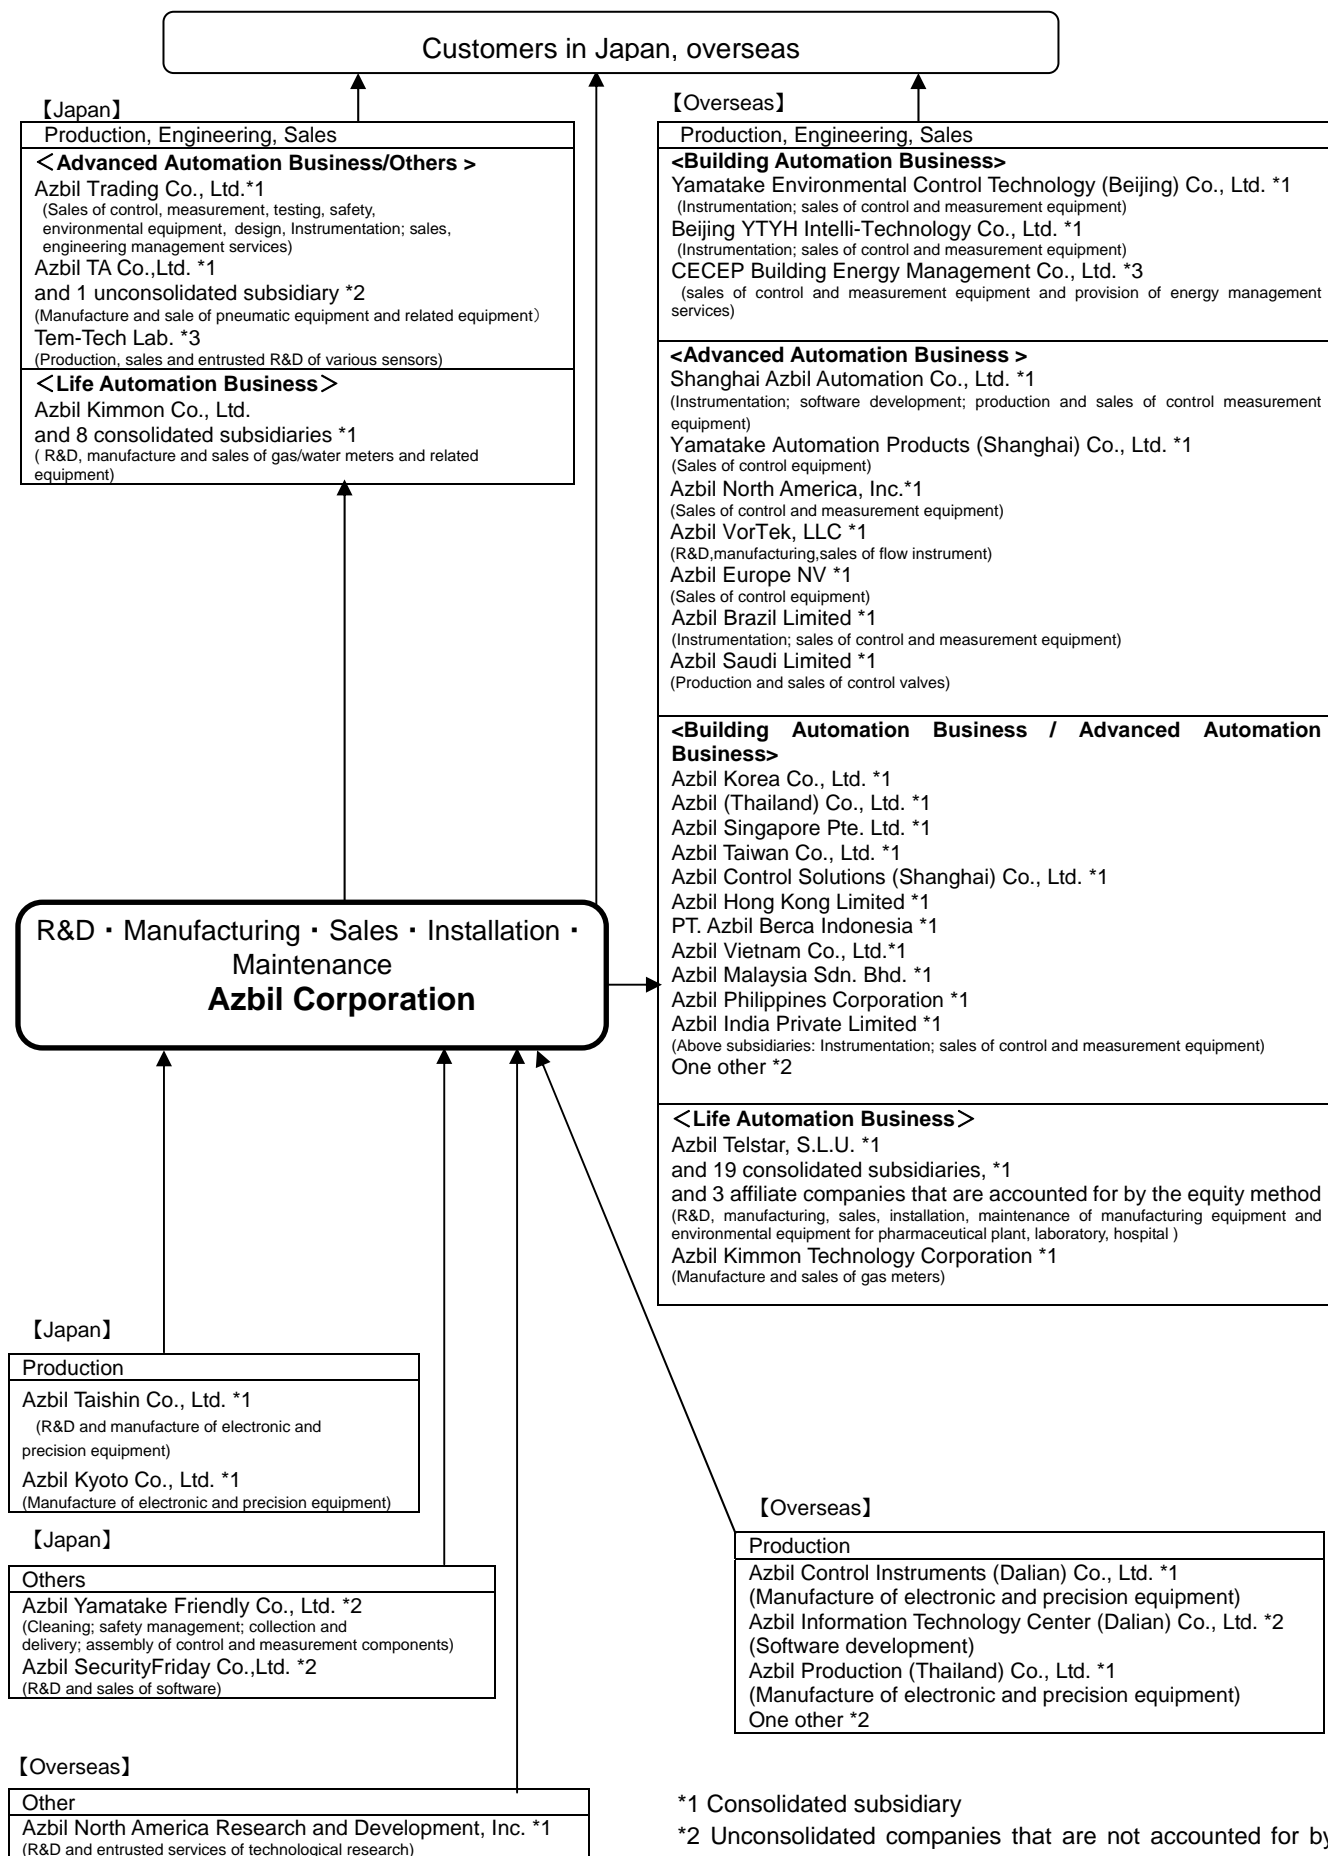 Customers in Japan, overseas
【Japan】
Production, Engineering, Sales
＜Advanced Automation Business/Others >
Azbil Trading Co., Ltd.*1
(Sales of control, measurement, testing, safety,
environmental equipment, design, Instrumentation; sales,
engineering management services)
Azbil TA Co.,Ltd. *1
and 1 unconsolidated subsidiary *2
(Manufacture and sale of pneumatic equipment and related equipment）
Tem-Tech Lab. *3
(Production, sales and entrusted R&D of various sensors)
＜Life Automation Business＞
Azbil Kimmon Co., Ltd.
and 8 consolidated subsidiaries *1
( R&D, manufacture and sales of gas/water meters and related
equipment)
【Overseas】
Production, Engineering, Sales
<Building Automation Business>
Yamatake Environmental Control Technology (Beijing) Co., Ltd. *1
(Instrumentation; sales of control and measurement equipment)
Beijing YTYH Intelli-Technology Co., Ltd. *1
(Instrumentation; sales of control and measurement equipment)
CECEP Building Energy Management Co., Ltd. *3
(sales of control and measurement equipment and provision of energy management
services)
<Advanced Automation Business >
Shanghai Azbil Automation Co., Ltd. *1
(Instrumentation; software development; production and sales of control measurement
equipment)
Yamatake Automation Products (Shanghai) Co., Ltd. *1
(Sales of control equipment)
Azbil North America, Inc.*1
(Sales of control and measurement equipment)
Azbil VorTek, LLC *1
(R&D,manufacturing,sales of flow instrument)
Azbil Europe NV *1
(Sales of control equipment)
Azbil Brazil Limited *1
(Instrumentation; sales of control and measurement equipment)
Azbil Saudi Limited *1
(Production and sales of control valves)
<Building Automation Business / Advanced Automation
Business>
Azbil Korea Co., Ltd. *1
Azbil (Thailand) Co., Ltd. *1
Azbil Singapore Pte. Ltd. *1
Azbil Taiwan Co., Ltd. *1
Azbil Control Solutions (Shanghai) Co., Ltd. *1
Azbil Hong Kong Limited *1
PT. Azbil Berca Indonesia *1
Azbil Vietnam Co., Ltd.*1
Azbil Malaysia Sdn. Bhd. *1
Azbil Philippines Corporation *1
Azbil India Private Limited *1
(Above subsidiaries: Instrumentation; sales of control and measurement equipment)
One other *2
＜Life Automation Business＞
Azbil Telstar, S.L.U. *1
and 19 consolidated subsidiaries, *1
and 3 affiliate companies that are accounted for by the equity method
(R&D, manufacturing, sales, installation, maintenance of manufacturing equipment and
environmental equipment for pharmaceutical plant, laboratory, hospital )
Azbil Kimmon Technology Corporation *1
(Manufacture and sales of gas meters)
R&D・Manufacturing・Sales・Installation・
Maintenance
Azbil Corporation
【Japan】
Production
Azbil Taishin Co., Ltd. *1
(R&D and manufacture of electronic and
precision equipment)
Azbil Kyoto Co., Ltd. *1
(Manufacture of electronic and precision equipment)
【Japan】
Others
Azbil Yamatake Friendly Co., Ltd. *2
(Cleaning; safety management; collection and
delivery; assembly of control and measurement components)
Azbil SecurityFriday Co.,Ltd. *2
(R&D and sales of software)
【Overseas】
Production
Azbil Control Instruments (Dalian) Co., Ltd. *1
(Manufacture of electronic and precision equipment)
Azbil Information Technology Center (Dalian) Co., Ltd. *2
(Software development)
Azbil Production (Thailand) Co., Ltd. *1
(Manufacture of electronic and precision equipment)
One other *2
【Overseas】
Other
Azbil North America Research and Development, Inc. *1
(R&D and entrusted services of technological research)
*1 Consolidated subsidiary
*2 Unconsolidated companies that are not accounted for by